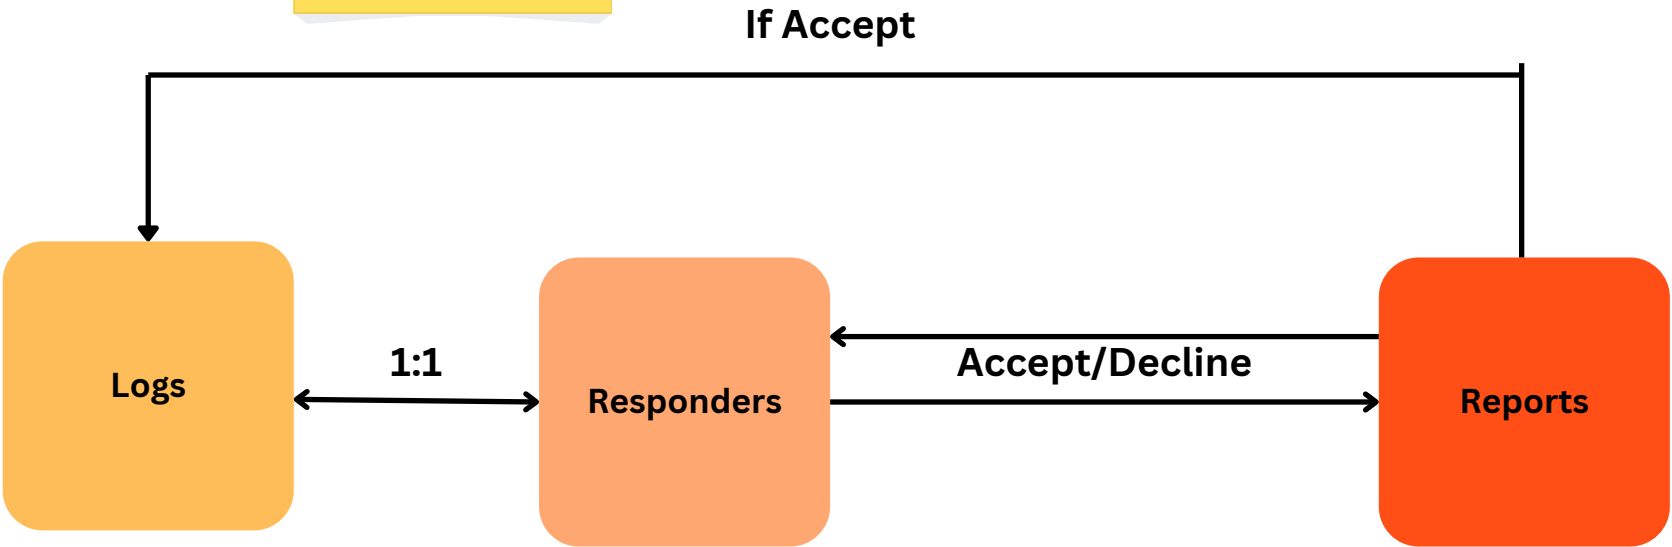 If Accept
1:1
Accept/Decline
Logs
Responders
Reports